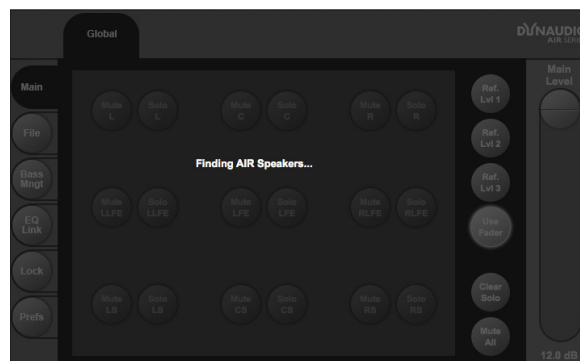 Global
DYNAUDIO
AIR SERIES
Main
File
Bass
Mngt
EQ
Link
Lock
Prefs
Mute
L
Solo
L
Mute
C
Solo
C
Mute
R
Solo
R
Finding AIR Speakers...
Mute
LLFE
Solo
LLFE
Mute
LFE
Solo
LFE
Mute
RLFE
Solo
RLFE
Mute
LS
Solo
LS
Mute
CS
Solo
CS
Mute
RS
Solo
RS
Ref.
Lvl 1
Ref.
Lvl 2
Ref.
Lvl 3
Use
Fader
Clear
Solo
Mute
All
Main
Level
12.0 dB